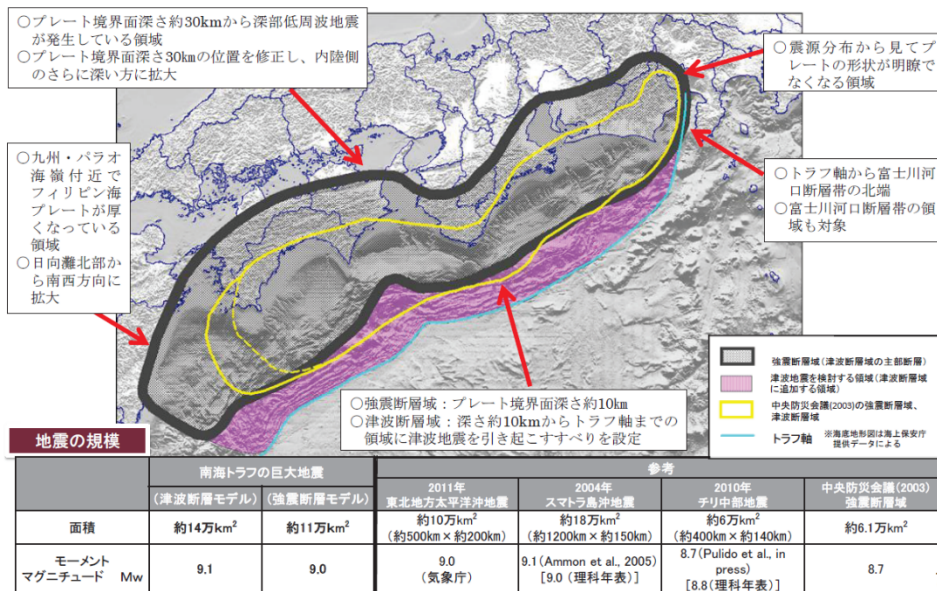 ○プレート境界面深さ約30kmから深部低周波地震
が発生している領域
○プレート境界面深さ30kmの位置を修正し、内陸側
のさらに深い方に拡大
○震源分布から見てプ
レートの形状が明瞭で
なくなる領域
○九州・パラオ
海嶺付近で
フィリピン海
プレートが厚
くなっている
領域
○日向灘北部か
ら南西方向に
拡大
○トラフ軸から富士川河
口断層帯の北端
○富士川河口断層帯の領
域も対象
○強震断層域：プレート境界面深さ約10km
○津波断層域：深さ約10kmからトラフ軸までの
領域に津波地震を引き起こすすべりを設定
強震断層域(津波断層域の主部断層)
津波地震を検討する領域(津波断層域
に追加する領域)
中央防災会議(2003)の強震断層域、
津波断層域
トラフ軸 ※海底地形図は海上保安庁
提供データによる
地震の規模
南海トラフの巨大地震 参考
(津波断層モデル) (強震断層モデル) 2011年
東北地方太平洋沖地震 2004年
スマトラ島沖地震 2010年
チリ中部地震 中央防災会議(2003)
強震断層域
面積 約14万km² 約11万km² 約10万km²
(約500km×約200km) 約18万km²
(約1200km×約150km) 約6万km²
(約400km×約140km) 約6.1万km²
モーメント
マグニチュード Mw 9.1 9.0 9.0
(気象庁) 9.1(Ammon et al., 2005)
[9.0 (理科年表)] 8.7(Pulido et al., in
press)
[8.8(理科年表)] 8.7